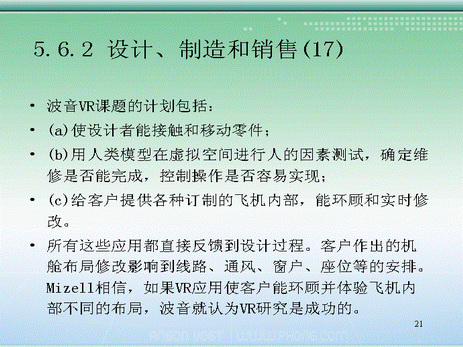 5.6.2 设计、制造和销售(17)
• 波音VR课题的计划包括:
• (a)使设计者能接触和移动零件;
• (b)用人类模型在虚拟空间进行人的因素测试,确定维
修是否能完成,控制操作是否容易实现;
• (c)给客户提供各种订制的飞机内部,能环顾和实时修
改。
• 所有这些应用都直接反馈到设计过程。客户作出的机
舱布局修改影响到线路、通风、窗户、座位等的安排。
Mizell相信,如果VR应用使客户能环顾并体验飞机内
部不同的布局,波音就认为VR研究是成功的。
21